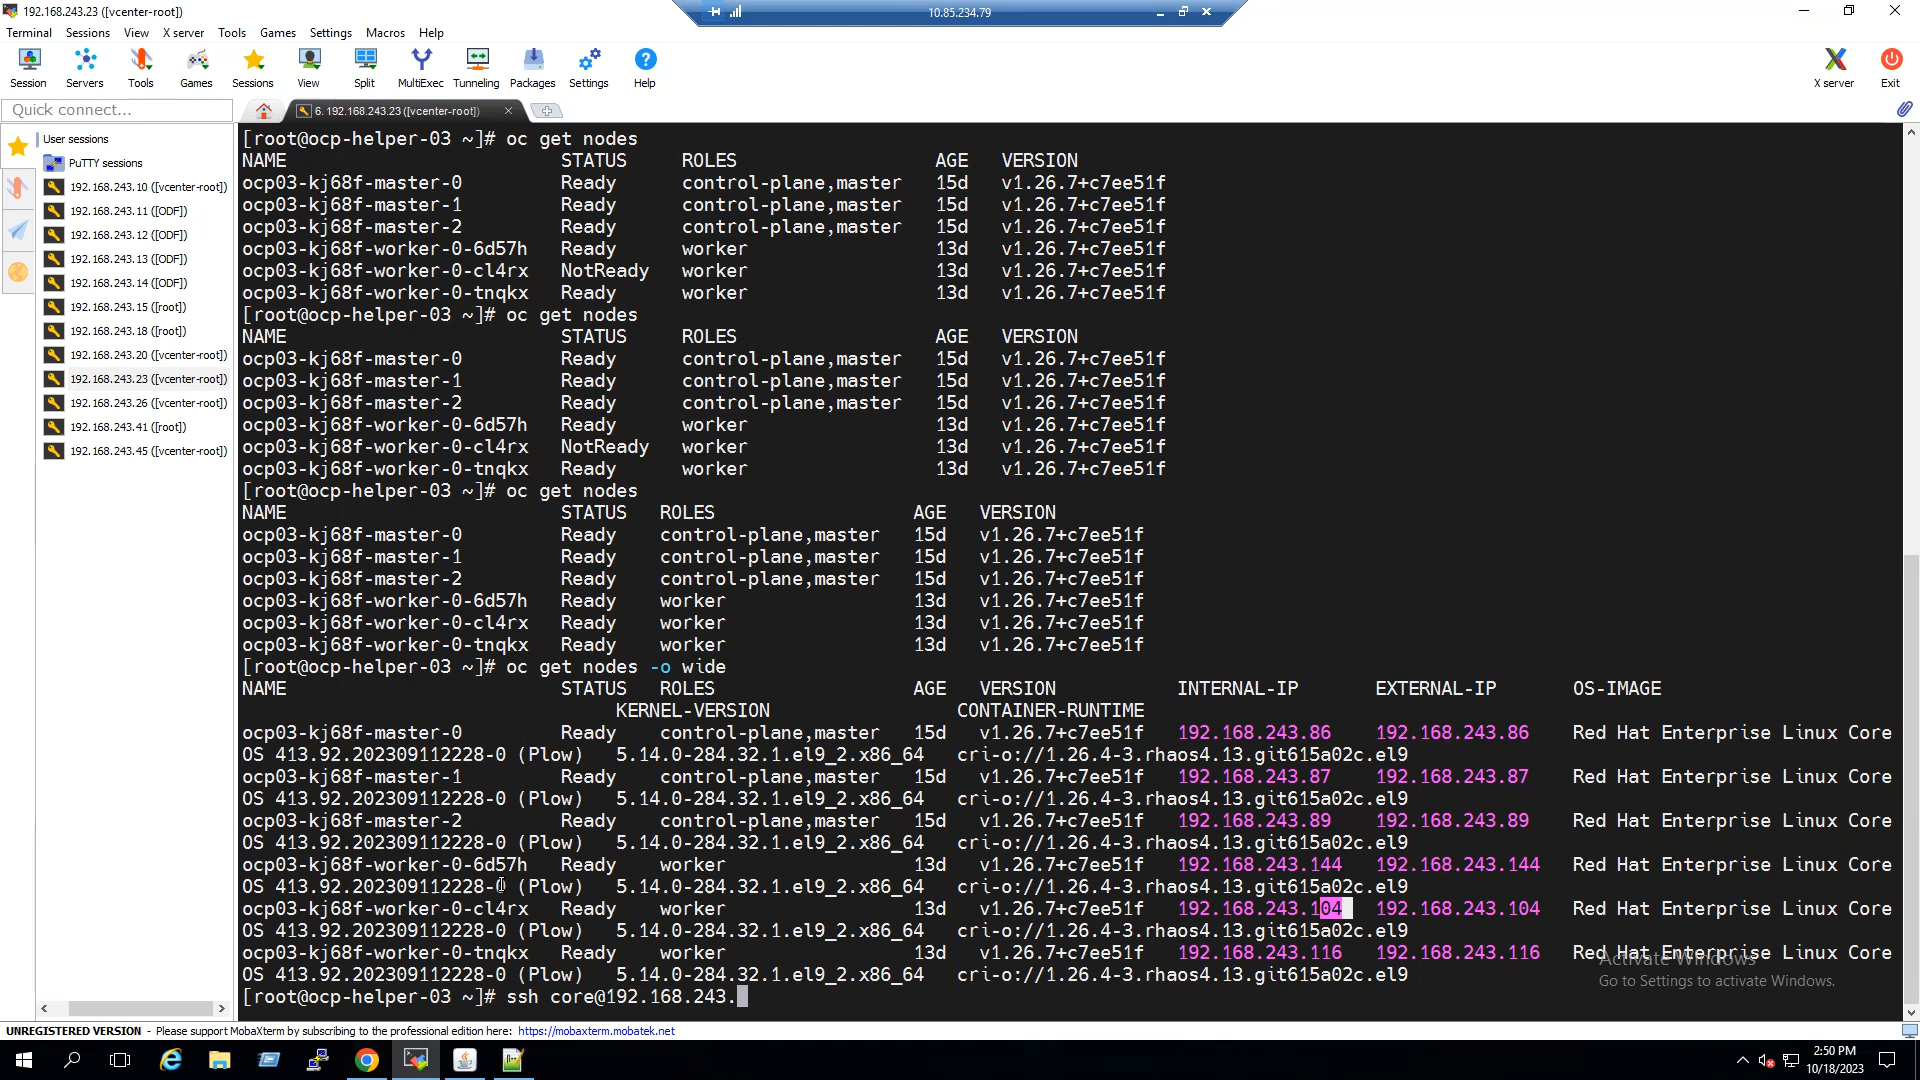 192.168.243.23 ([vcenter-root])
10.85.234.79
Terminal Sessions View X server Tools Games Settings Macros Help
Session Servers Tools Games Sessions View Split MultiExec Tunneling Packages Settings Help X server Exit
Quick connect...
6. 192.168.243.23 ([vcenter-root])
User sessions
PuTTY sessions
192.168.243.10 ([vcenter-root])
192.168.243.11 ([ODF])
192.168.243.12 ([ODF])
192.168.243.13 ([ODF])
192.168.243.14 ([ODF])
192.168.243.15 ([root])
192.168.243.18 ([root])
192.168.243.20 ([vcenter-root])
192.168.243.23 ([vcenter-root])
192.168.243.26 ([vcenter-root])
192.168.243.41 ([root])
192.168.243.45 ([vcenter-root])
[root@ocp-helper-03 ~]# oc get nodes
NAME STATUS ROLES AGE VERSION
ocp03-kj68f-master-0 Ready control-plane,master 15d v1.26.7+c7ee51f
ocp03-kj68f-master-1 Ready control-plane,master 15d v1.26.7+c7ee51f
ocp03-kj68f-master-2 Ready control-plane,master 15d v1.26.7+c7ee51f
ocp03-kj68f-worker-0-6d57h Ready worker 13d v1.26.7+c7ee51f
ocp03-kj68f-worker-0-cl4rx NotReady worker 13d v1.26.7+c7ee51f
ocp03-kj68f-worker-0-tnqkx Ready worker 13d v1.26.7+c7ee51f
[root@ocp-helper-03 ~]# oc get nodes
NAME STATUS ROLES AGE VERSION
ocp03-kj68f-master-0 Ready control-plane,master 15d v1.26.7+c7ee51f
ocp03-kj68f-master-1 Ready control-plane,master 15d v1.26.7+c7ee51f
ocp03-kj68f-master-2 Ready control-plane,master 15d v1.26.7+c7ee51f
ocp03-kj68f-worker-0-6d57h Ready worker 13d v1.26.7+c7ee51f
ocp03-kj68f-worker-0-cl4rx NotReady worker 13d v1.26.7+c7ee51f
ocp03-kj68f-worker-0-tnqkx Ready worker 13d v1.26.7+c7ee51f
[root@ocp-helper-03 ~]# oc get nodes
NAME STATUS ROLES AGE VERSION
ocp03-kj68f-master-0 Ready control-plane,master 15d v1.26.7+c7ee51f
ocp03-kj68f-master-1 Ready control-plane,master 15d v1.26.7+c7ee51f
ocp03-kj68f-master-2 Ready control-plane,master 15d v1.26.7+c7ee51f
ocp03-kj68f-worker-0-6d57h Ready worker 13d v1.26.7+c7ee51f
ocp03-kj68f-worker-0-cl4rx Ready worker 13d v1.26.7+c7ee51f
ocp03-kj68f-worker-0-tnqkx Ready worker 13d v1.26.7+c7ee51f
[root@ocp-helper-03 ~]# oc get nodes -o wide
NAME STATUS ROLES AGE VERSION INTERNAL-IP EXTERNAL-IP OS-IMAGE
KERNEL-VERSION CONTAINER-RUNTIME
ocp03-kj68f-master-0 Ready control-plane,master 15d v1.26.7+c7ee51f 192.168.243.86 192.168.243.86 Red Hat Enterprise Linux Core
OS 413.92.202309112228-0 (Plow) 5.14.0-284.32.1.el9_2.x86_64 cri-o://1.26.4-3.rhaos4.13.git615a02c.el9
ocp03-kj68f-master-1 Ready control-plane,master 15d v1.26.7+c7ee51f 192.168.243.87 192.168.243.87 Red Hat Enterprise Linux Core
OS 413.92.202309112228-0 (Plow) 5.14.0-284.32.1.el9_2.x86_64 cri-o://1.26.4-3.rhaos4.13.git615a02c.el9
ocp03-kj68f-master-2 Ready control-plane,master 15d v1.26.7+c7ee51f 192.168.243.89 192.168.243.89 Red Hat Enterprise Linux Core
OS 413.92.202309112228-0 (Plow) 5.14.0-284.32.1.el9_2.x86_64 cri-o://1.26.4-3.rhaos4.13.git615a02c.el9
ocp03-kj68f-worker-0-6d57h Ready worker 13d v1.26.7+c7ee51f 192.168.243.144 192.168.243.144 Red Hat Enterprise Linux Core
OS 413.92.202309112228-0 (Plow) 5.14.0-284.32.1.el9_2.x86_64 cri-o://1.26.4-3.rhaos4.13.git615a02c.el9
ocp03-kj68f-worker-0-cl4rx Ready worker 13d v1.26.7+c7ee51f 192.168.243.104 192.168.243.104 Red Hat Enterprise Linux Core
OS 413.92.202309112228-0 (Plow) 5.14.0-284.32.1.el9_2.x86_64 cri-o://1.26.4-3.rhaos4.13.git615a02c.el9
ocp03-kj68f-worker-0-tnqkx Ready worker 13d v1.26.7+c7ee51f 192.168.243.116 192.168.243.116 Red Hat Enterprise Linux Core
OS 413.92.202309112228-0 (Plow) 5.14.0-284.32.1.el9_2.x86_64 cri-o://1.26.4-3.rhaos4.13.git615a02c.el9
[root@ocp-helper-03 ~]# ssh core@192.168.243.
Activate Windows
Go to Settings to activate Windows.
UNREGISTERED VERSION - Please support MobaXterm by subscribing to the professional edition here: https://mobaxterm.mobatek.net
2:50 PM
10/18/2023